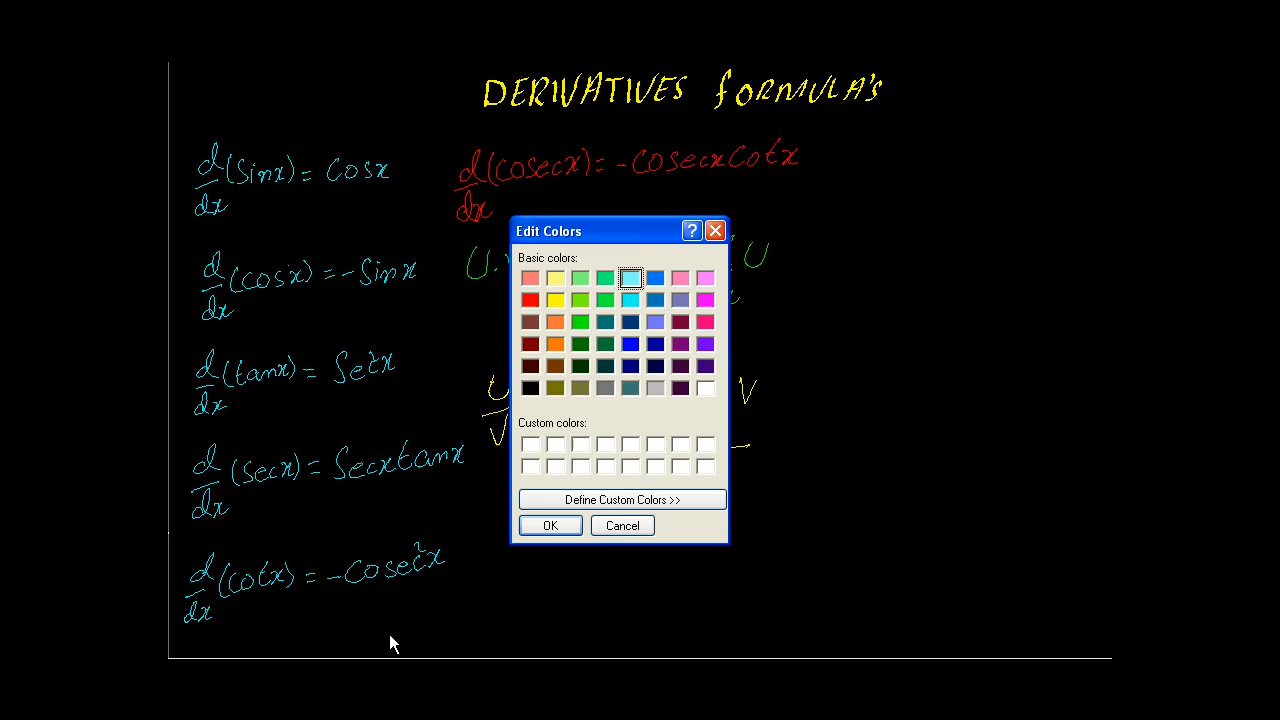 DERIVATIVES FORMULA'S
d/dx (Sinx) = Cosx
d/dx (Cosx) = -Sinx
d/dx (tanx) = Sec²x
d/dx (Secx) = Secxtanx
d/dx (Cotx) = -Cosec²x
d/dx (Cosecx) = -CosecxCotx
U.
U
U
V
V
Edit Colors
Basic colors:
Custom colors:
Define Custom Colors >>
OK Cancel